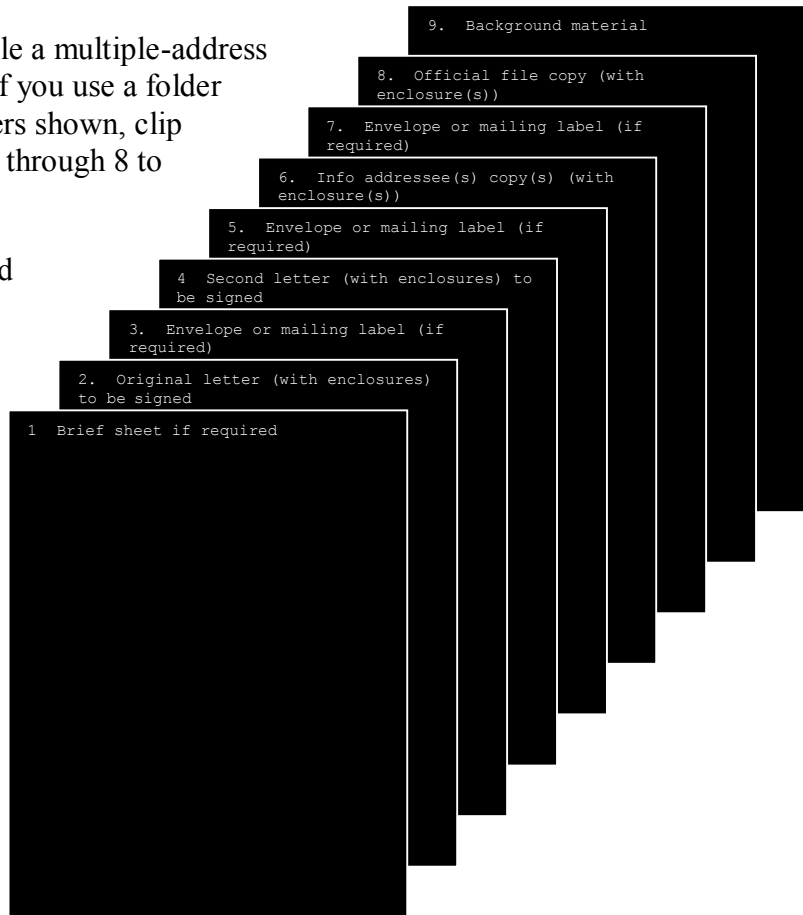 le a multiple-address
f you use a folder
ers shown, clip
through 8 to
d
9. Background material
8. Official file copy (with
enclosure(s))
7. Envelope or mailing label (if
required)
6. Info addressee(s) copy(s) (with
enclosure(s))
5. Envelope or mailing label (if
required)
4 Second letter (with enclosures) to
be signed
3. Envelope or mailing label (if
required)
2. Original letter (with enclosures)
to be signed
1 Brief sheet if required